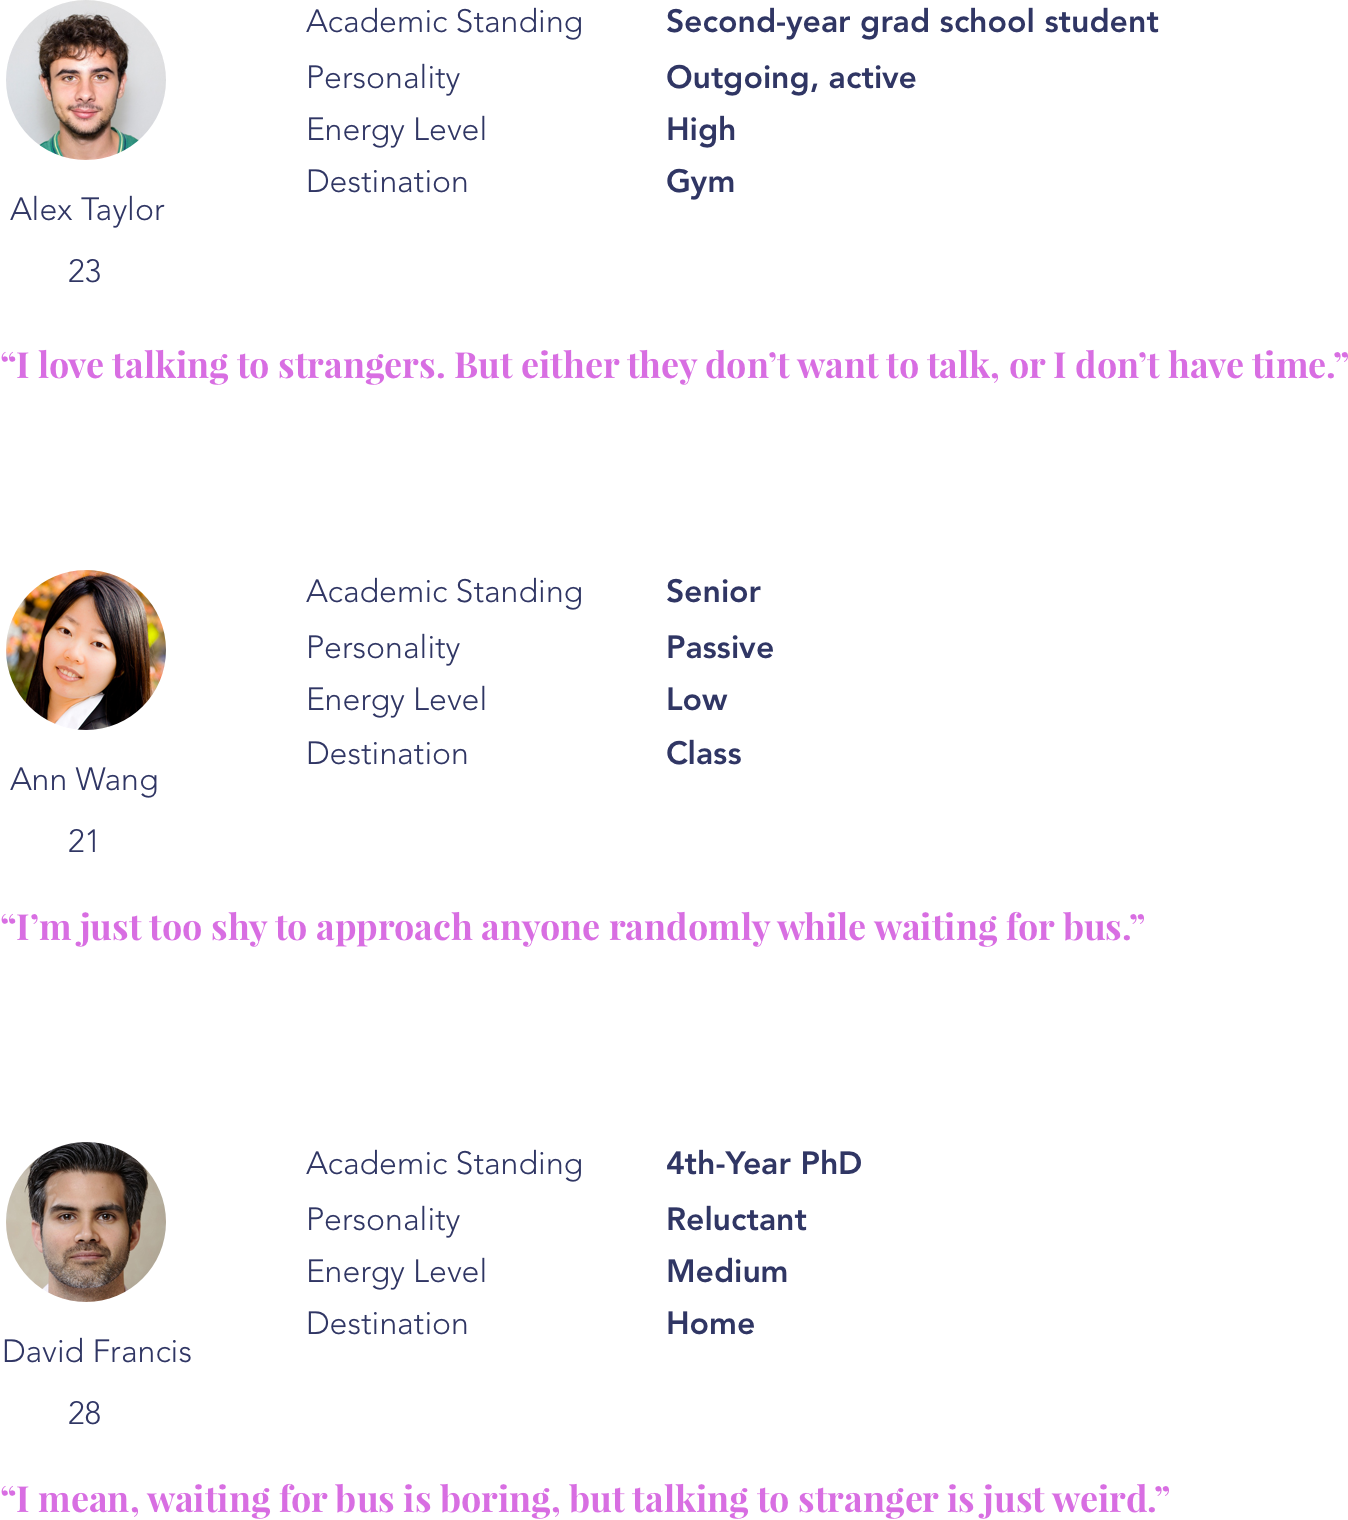 Academic Standing Second-year grad school student
Personality Outgoing, active
Energy Level High
Destination Gym
Alex Taylor
23
“I love talking to strangers. But either they don’t want to talk, or I don’t have time.”
Academic Standing Senior
Personality Passive
Energy Level Low
Destination Class
Ann Wang
21
“I’m just too shy to approach anyone randomly while waiting for bus.”
Academic Standing 4th-Year PhD
Personality Reluctant
Energy Level Medium
Destination Home
David Francis
28
“I mean, waiting for bus is boring, but talking to stranger is just weird.”